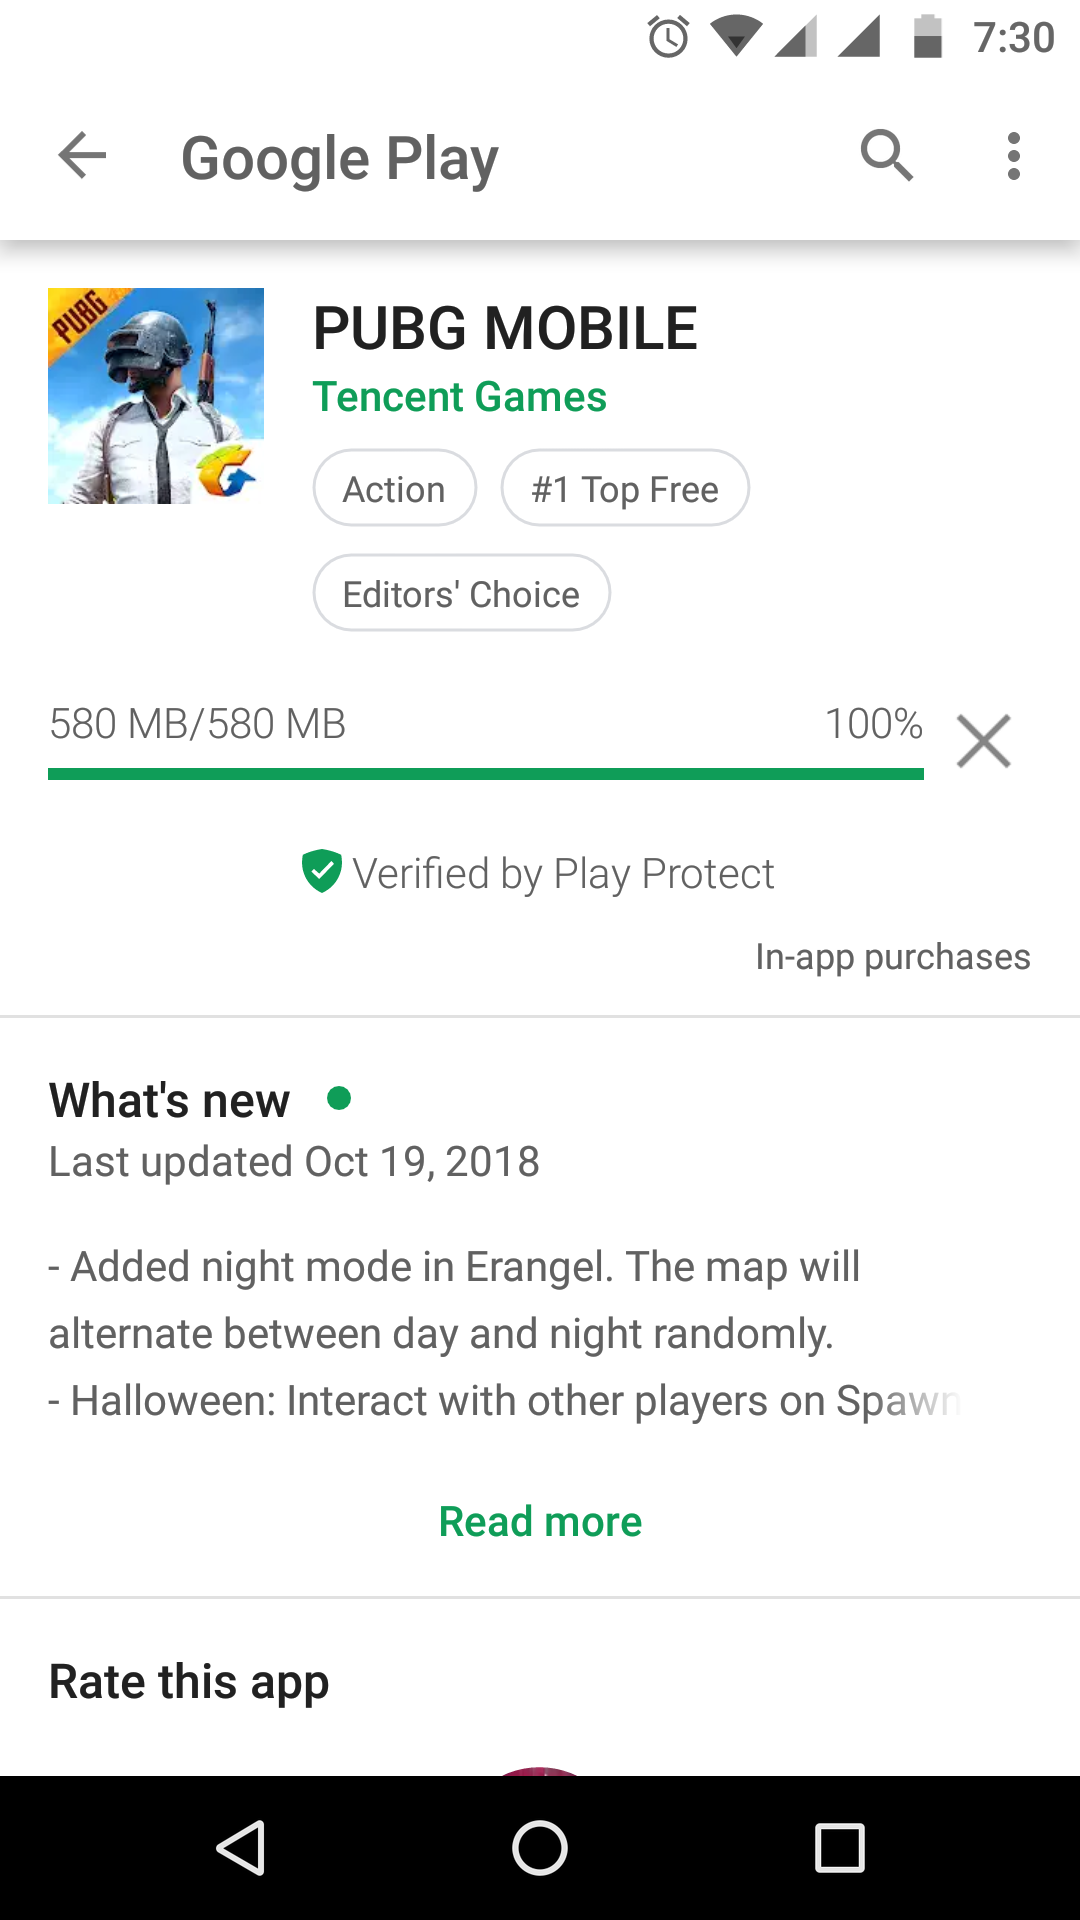 7:30
Google Play
PUBG
PUBG MOBILE
Tencent Games
Action
#1 Top Free
Editors' Choice
580 MB/580 MB 100%
Verified by Play Protect
In-app purchases
What's new
Last updated Oct 19, 2018
- Added night mode in Erangel. The map will
alternate between day and night randomly.
- Halloween: Interact with other players on Spawn
Read more
Rate this app